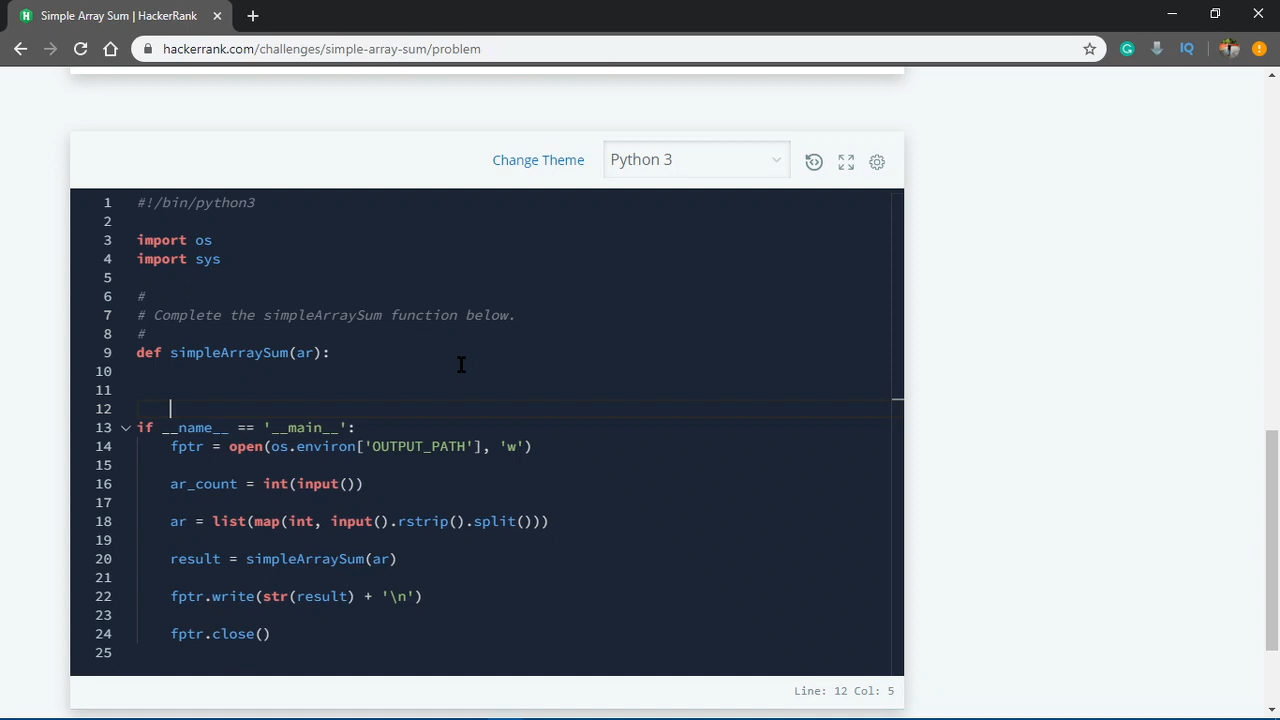 Simple Array Sum | HackerRank
hackerrank.com/challenges/simple-array-sum/problem
IQ
Change Theme
Python 3
1 #!/bin/python3
2
3 import os
4 import sys
5
6 #
7 # Complete the simpleArraySum function below.
8 #
9 def simpleArraySum(ar):
10
11
12
13 if __name__ == '__main__':
14 fptr = open(os.environ['OUTPUT_PATH'], 'w')
15
16 ar_count = int(input())
17
18 ar = list(map(int, input().rstrip().split()))
19
20 result = simpleArraySum(ar)
21
22 fptr.write(str(result) + '\n')
23
24 fptr.close()
25
Line: 12 Col: 5